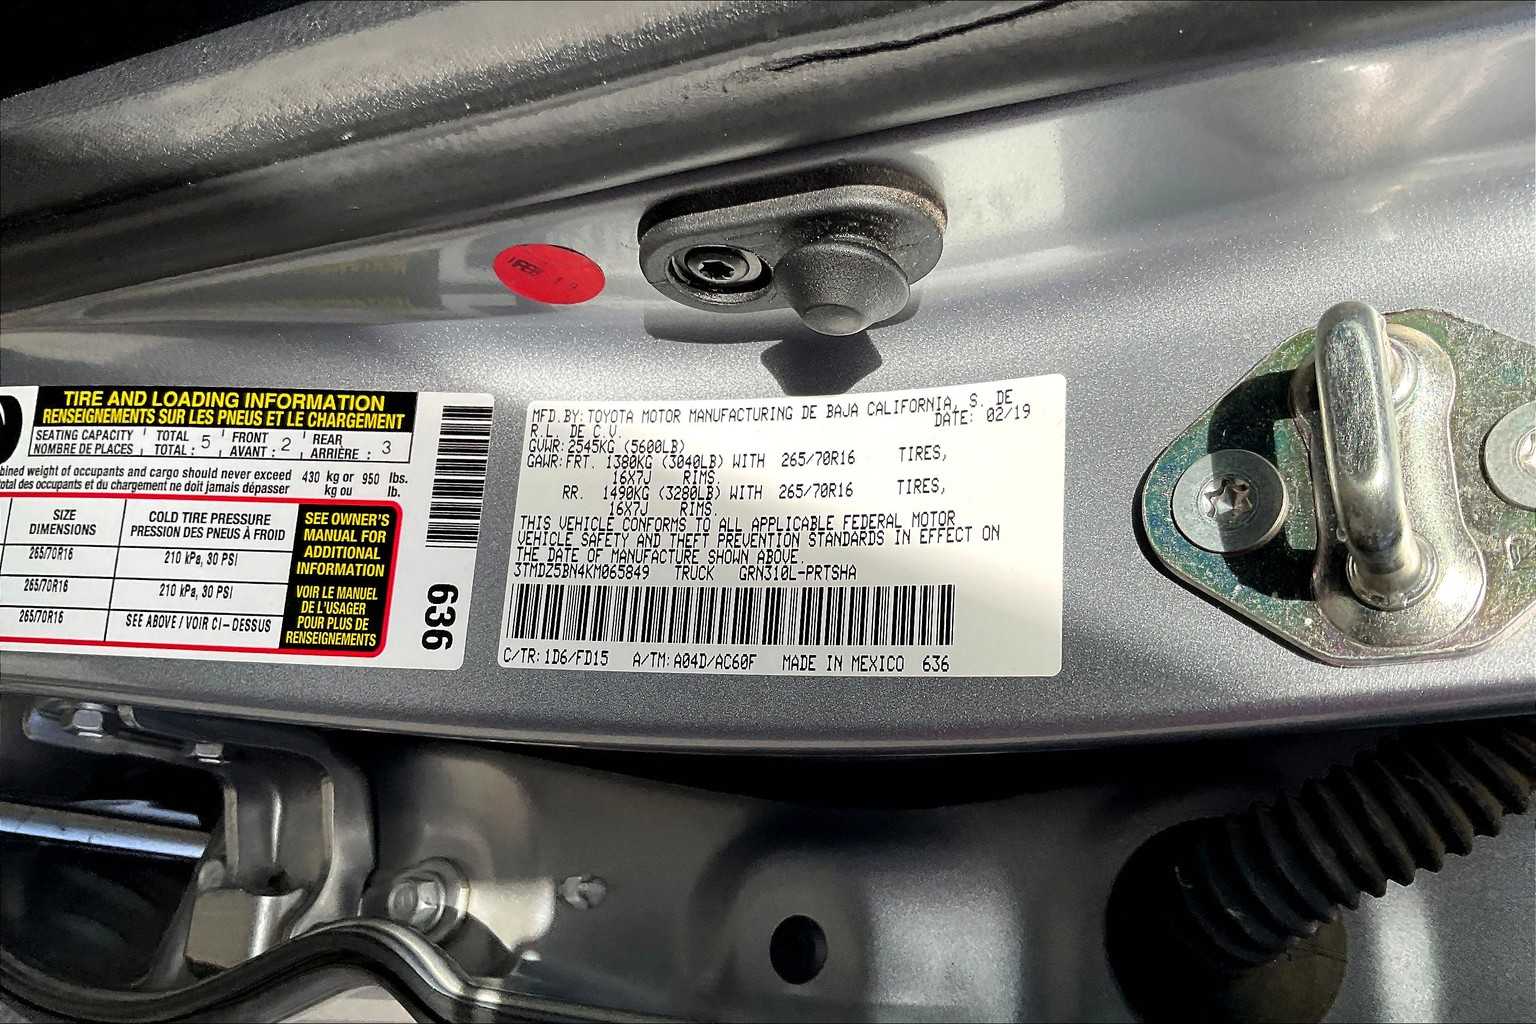 TIRE AND LOADING INFORMATION
RENSEIGNEMENTS SUR LES PNEUS ET LE CHARGEMENT
SEATING CAPACITY TOTAL FRONT REAR
NOMBRE DE PLACES TOTAL : 5 AVANT : 2 ARRIÈRE : 3
weight of occupants and cargo should never exceed 430 kg or 950 lbs.
des occupants et du chargement ne doit jamais dépasser kg ou lb.
SIZE COLD TIRE PRESSURE
DIMENSIONS PRESSION DES PNEUS À FROID
265/70R16 210 kPa, 30 PSI
265/70R16 210 kPa, 30 PSI
265/70R16 SEE ABOVE / VOIR CI-DESSUS
SEE OWNER'S
MANUAL FOR
ADDITIONAL
INFORMATION
VOIR LE MANUEL
DE L'USAGER
POUR PLUS DE
RENSEIGNEMENTS
636
MFD. BY: TOYOTA MOTOR MANUFACTURING DE BAJA CALIFORNIA, S. DE
R.L. DE C.V. DATE: 02/19
GVWR: 2545KG (5600LB)
GAWR: FRT. 1380KG (3040LB) WITH 265/70R16 TIRES,
16X7J RIMS.
RR. 1490KG (3280LB) WITH 265/70R16 TIRES,
16X7J RIMS.
THIS VEHICLE CONFORMS TO ALL APPLICABLE FEDERAL MOTOR
VEHICLE SAFETY AND THEFT PREVENTION STANDARDS IN EFFECT ON
THE DATE OF MANUFACTURE SHOWN ABOVE.
3TMDZ5BN4KM065849 TRUCK GRN310L-PRTSHA
C/TR: 1D6/FD15 A/TM: A04D/AC60F MADE IN MEXICO 636